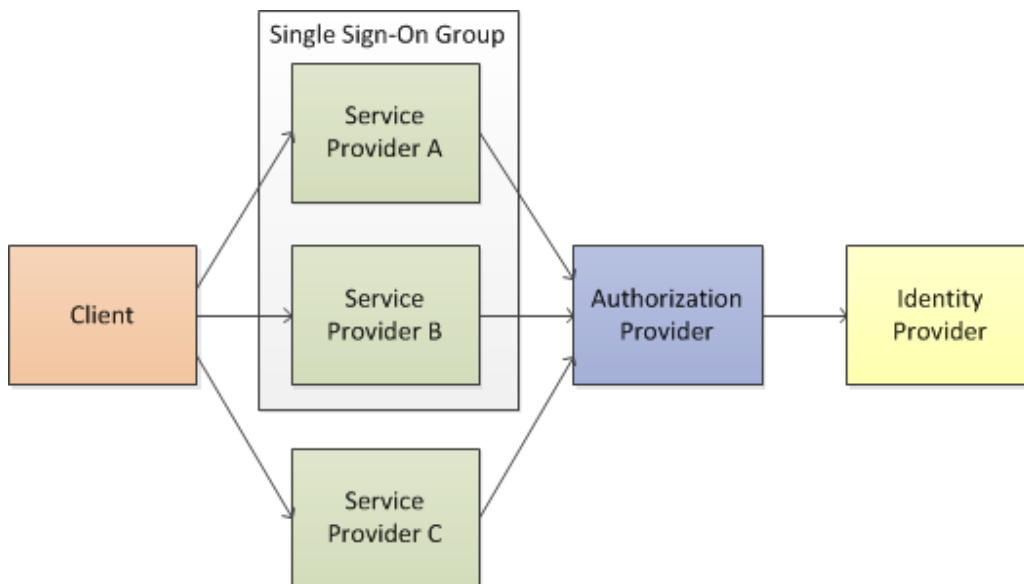 Single Sign-On Group
Service
Provider A
Client
Service
Provider B
Authorization
Provider
Identity
Provider
Service
Provider C